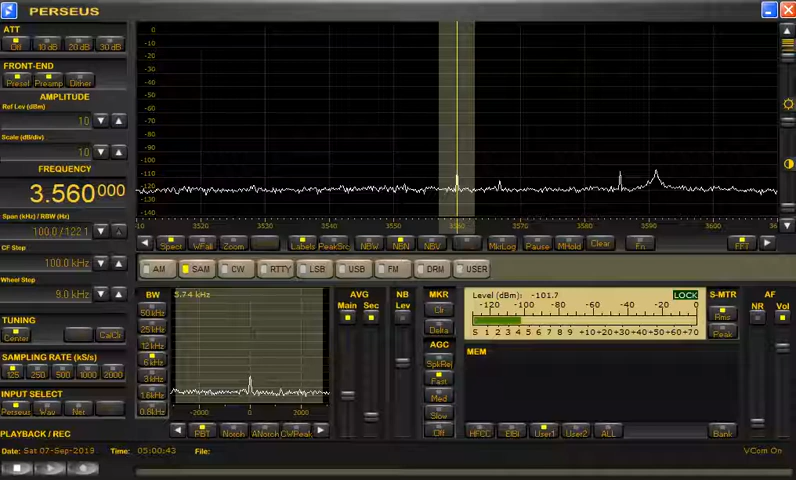 PERSEUS
ATT
Off 10 dB 20 dB 30 dB
FRONT-END
Presel Preamp Dither
AMPLITUDE
Ref Lev (dBm)
10
Scale (dB/div)
10
FREQUENCY
3.560000
Span (kHz) / RBW (Hz)
100.0 / 122.1
CF Step
100.0 kHz
Wheel Step
9.0 kHz
TUNING
Center Cal/Clr
SAMPLING RATE (kS/s)
125 250 500 1000 2000
INPUT SELECT
Perseus Wav Net
PLAYBACK / REC
0
-10
-20
-30
-40
-50
-60
-70
-80
-90
-100
-110
-120
-130
-140
-10 3520 3530 3540 3550 3560 3570 3580 3590 3600 36
Spect WFall Zoom Labels PeakSrc NBW NBN NBV MktLog Pause MHold Clear Fn FFT
AM SAM CW RTTY LSB USB FM DRM USER
BW
50 kHz
25 kHz
12 kHz
6 kHz
3 kHz
1.6 kHz
0.8 kHz
5.74 kHz
-2000 0 2000
RBT Notch ANotch CWPeak
AVG
Main Sec
NB
Lev
MKR
Clr
Delta
AGC
SpkRej
Fast
Med
Slow
Off
Level (dBm): -101.7 LOCK
-120 -100 -80 -60 -40 -20 0
S 1 3 5 7 9 +10 +20 +30 +40 +50 +60 +70
S-MTR
Rms
Peak
AF
NR Vol
MEM
HFCC EIBI User1 User2 ALL Bank
Date: Sat 07-Sep-2019 Time: 05:00:43 File: VCom On